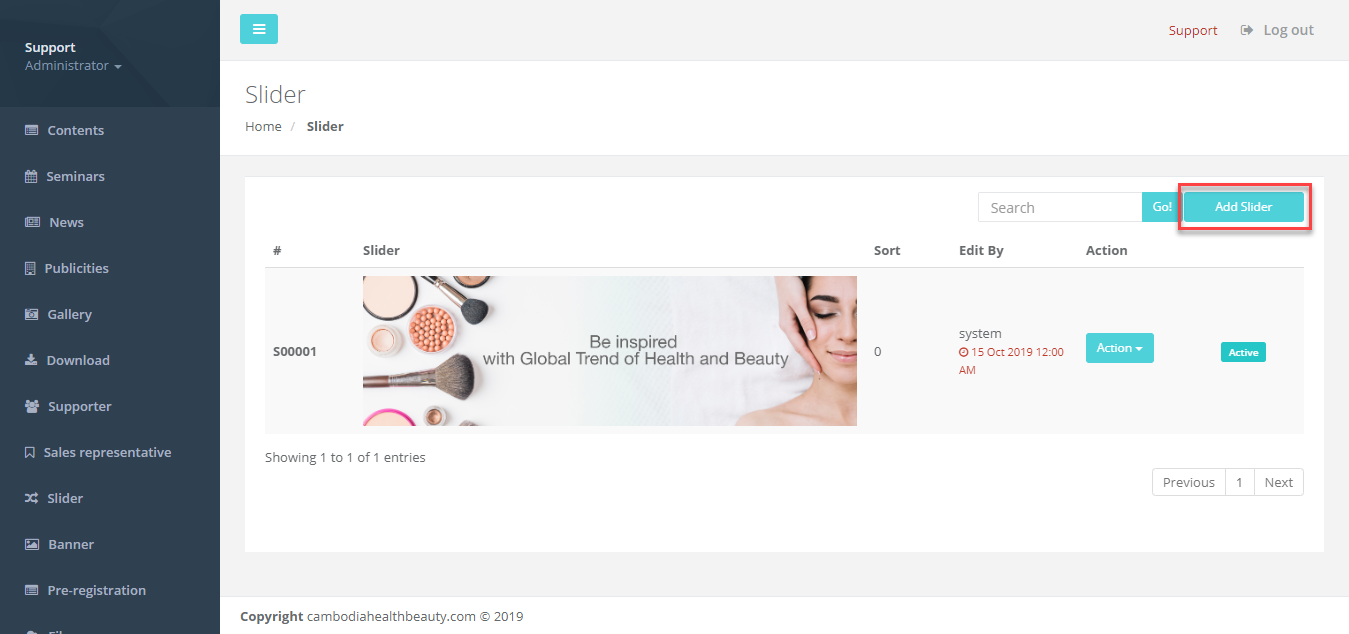 Support
Administrator
Contents
Seminars
News
Publicities
Gallery
Download
Supporter
Sales representative
Slider
Banner
Pre-registration
Support Log out
Slider
Home / Slider
Search Go! Add Slider
# Slider Sort Edit By Action
S00001
Be inspired
with Global Trend of Health and Beauty
0
system
15 Oct 2019 12:00
AM
Action
Active
Showing 1 to 1 of 1 entries
Previous 1 Next
Copyright cambodiahealthbeauty.com © 2019